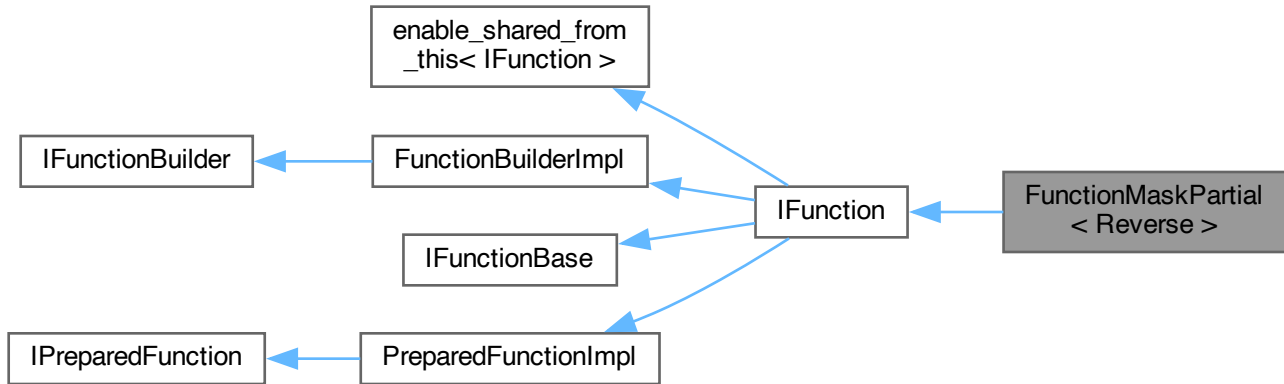 enable_shared_from
_this< IFunction >
IFunctionBuilder
FunctionBuilderImpl
IFunction
FunctionMaskPartial
< Reverse >
IFunctionBase
IPreparedFunction
PreparedFunctionImpl